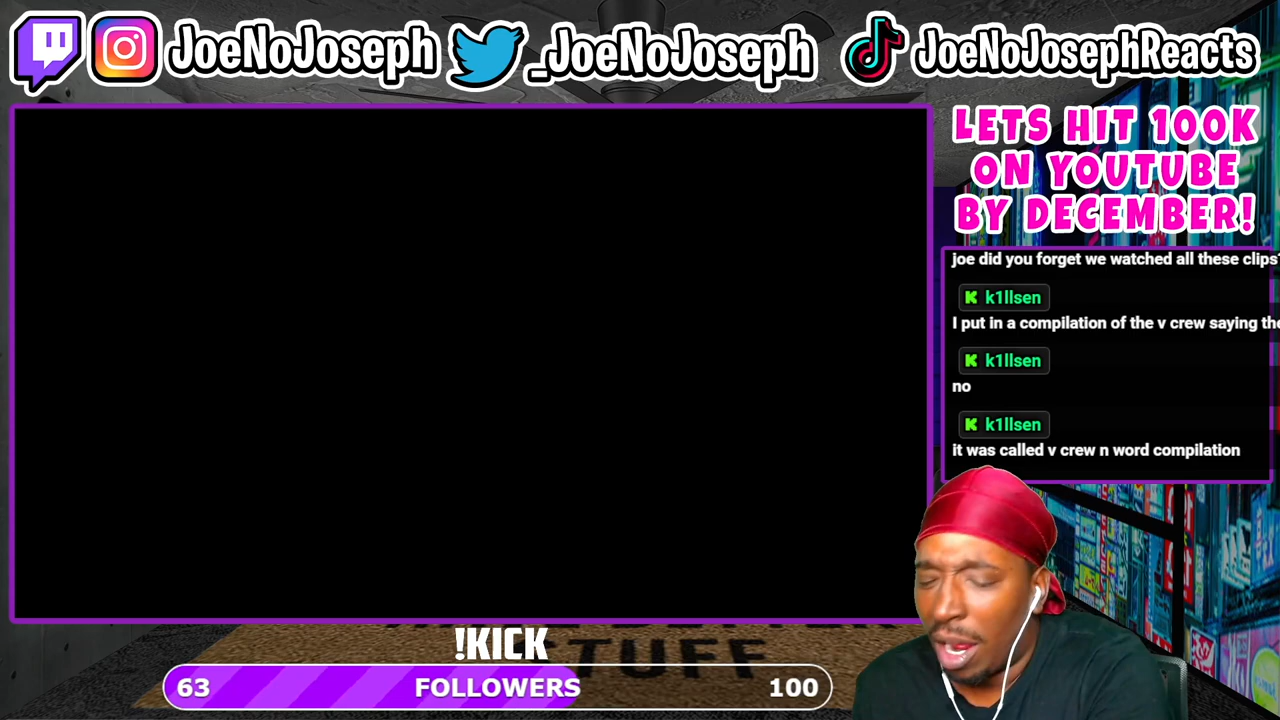 JoeNoJoseph
_JoeNoJoseph
JoeNoJosephReacts
LETS HIT 100K
ON YOUTUBE
BY DECEMBER!
joe did you forget we watched all these clips?
k1llsen
I put in a compilation of the v crew saying
k1llsen
no
k1llsen
it was called v crew n word compilation
!KICK
STUFF
63 FOLLOWERS 100